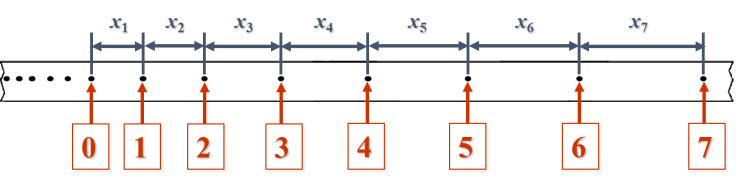 x₁ x₂ x₃ x₄ x₅ x₆ x₇
0 1 2 3 4 5 6 7